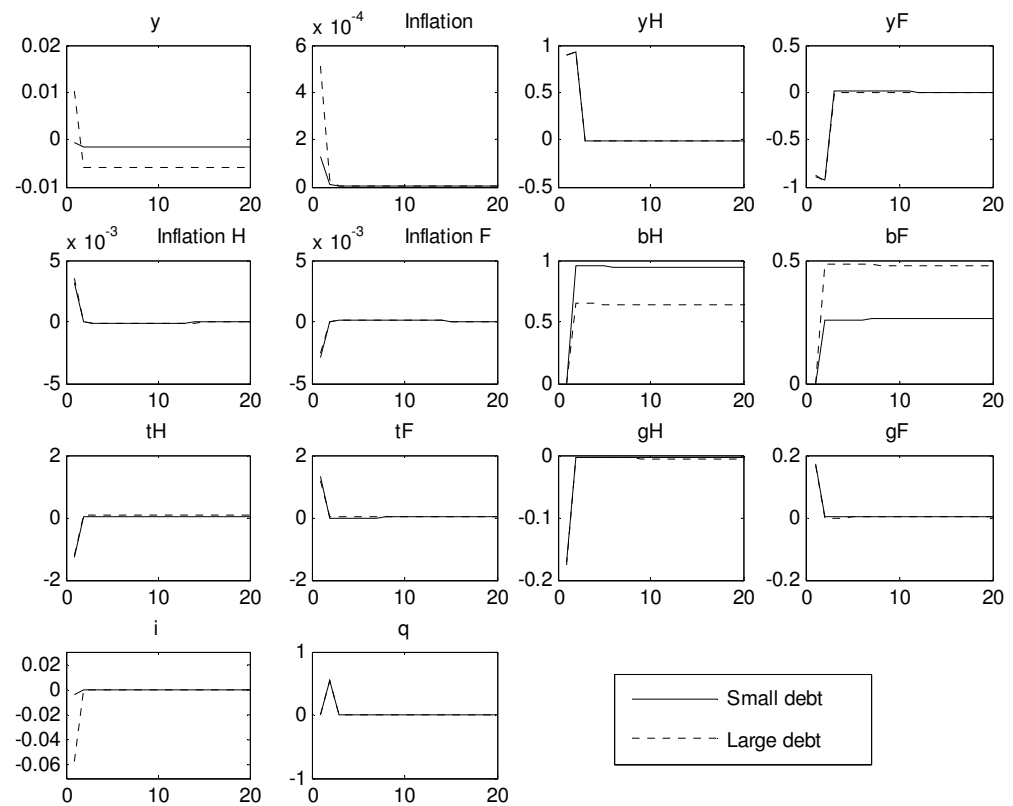 y
0.02
0.01
0
-0.01
0 10 20
x 10-4
Inflation
6
4
2
0
0 10 20
yH
1
0.5
0
-0.5
0 10 20
yF
0.5
0
-0.5
-1
0 10 20
x 10-3
Inflation H
5
0
-5
0 10 20
x 10-3
Inflation F
5
0
-5
0 10 20
bH
1
0.5
0
0 10 20
bF
0.5
0
0 10 20
tH
2
0
-2
0 10 20
tF
2
0
-2
0 10 20
gH
0
-0.1
-0.2
0 10 20
gF
0.2
0
-0.2
0 10 20
i
0.02
0
-0.02
-0.04
-0.06
0 10 20
q
1
0
-1
0 10 20
Small debt
Large debt